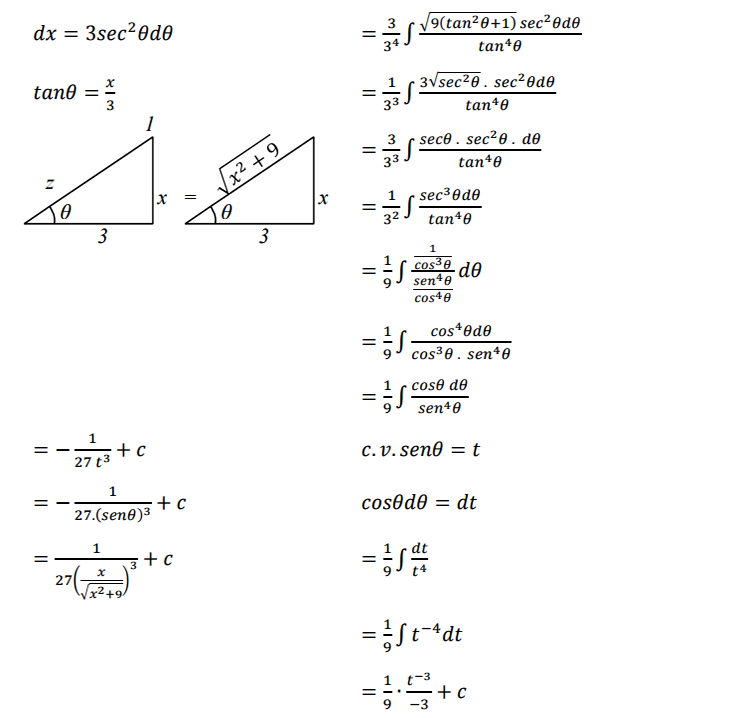 dx = 3sec²θdθ
tanθ = x/3
l
z
θ
x
3
=
√(x² + 9)
θ
x
3
= 3/3⁴ ∫ √9(tan²θ+1) sec²θdθ / tan⁴θ
= 1/3³ ∫ 3√sec²θ . sec²θdθ / tan⁴θ
= 3/3³ ∫ secθ . sec²θ . dθ / tan⁴θ
= 1/3² ∫ sec³θdθ / tan⁴θ
= 1/9 ∫ (1/cos³θ) / (sen⁴θ/cos⁴θ) dθ
= 1/9 ∫ cos⁴θdθ / cos³θ . sen⁴θ
= 1/9 ∫ cosθ dθ / sen⁴θ
c.v.senθ = t
cosθdθ = dt
= 1/9 ∫ dt/t⁴
= 1/9 ∫ t⁻⁴dt
= 1/9 · t⁻³/−3 + c
= − 1/27 t³ + c
= − 1/27.(senθ)³ + c
= 1/27(x/√(x²+9))³ + c